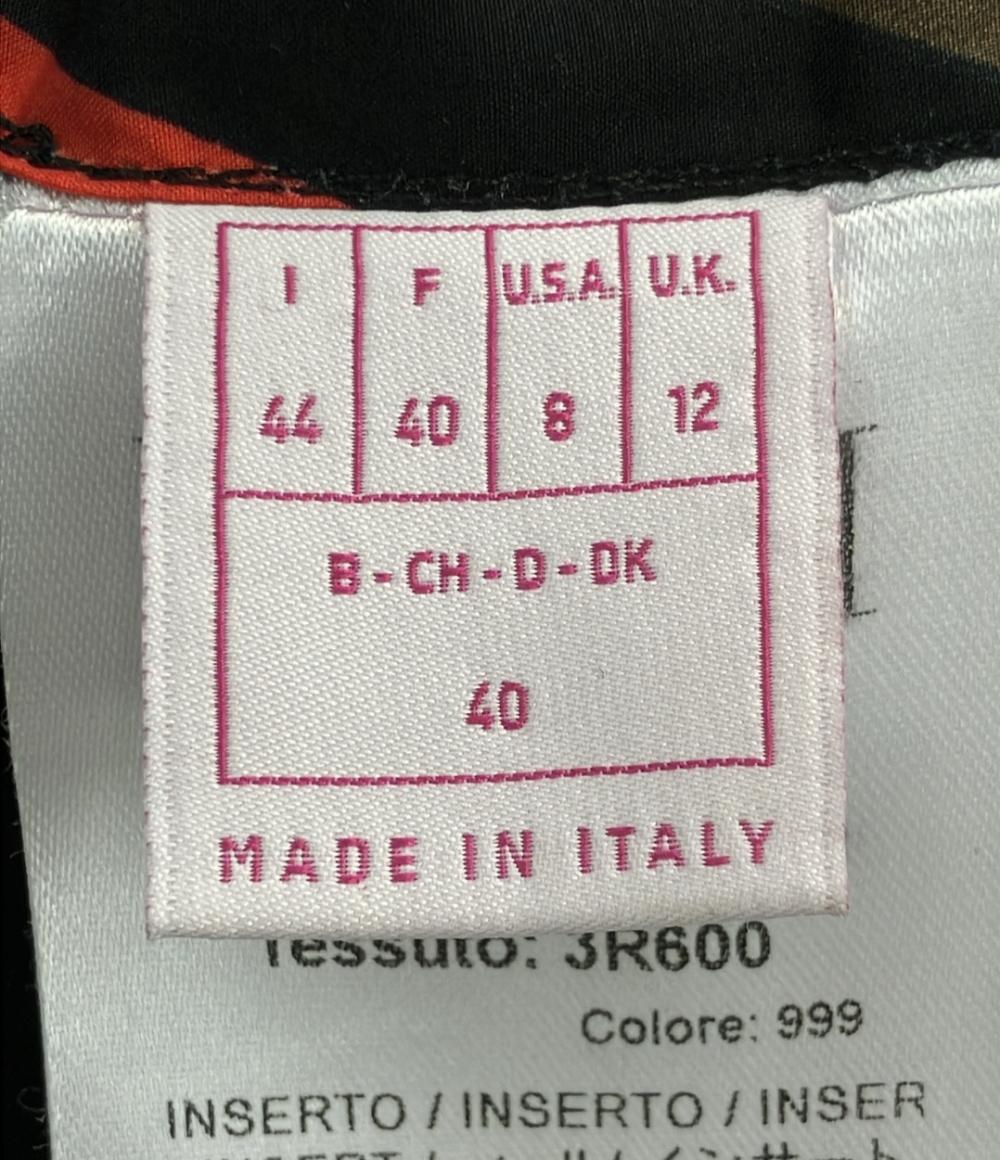 I F U.S.A. U.K.
44 40 8 12
B - CH - D - DK
40
MADE IN ITALY
Tessuto: 3R600
Colore: 999
INSERTO / INSERTO / INSER